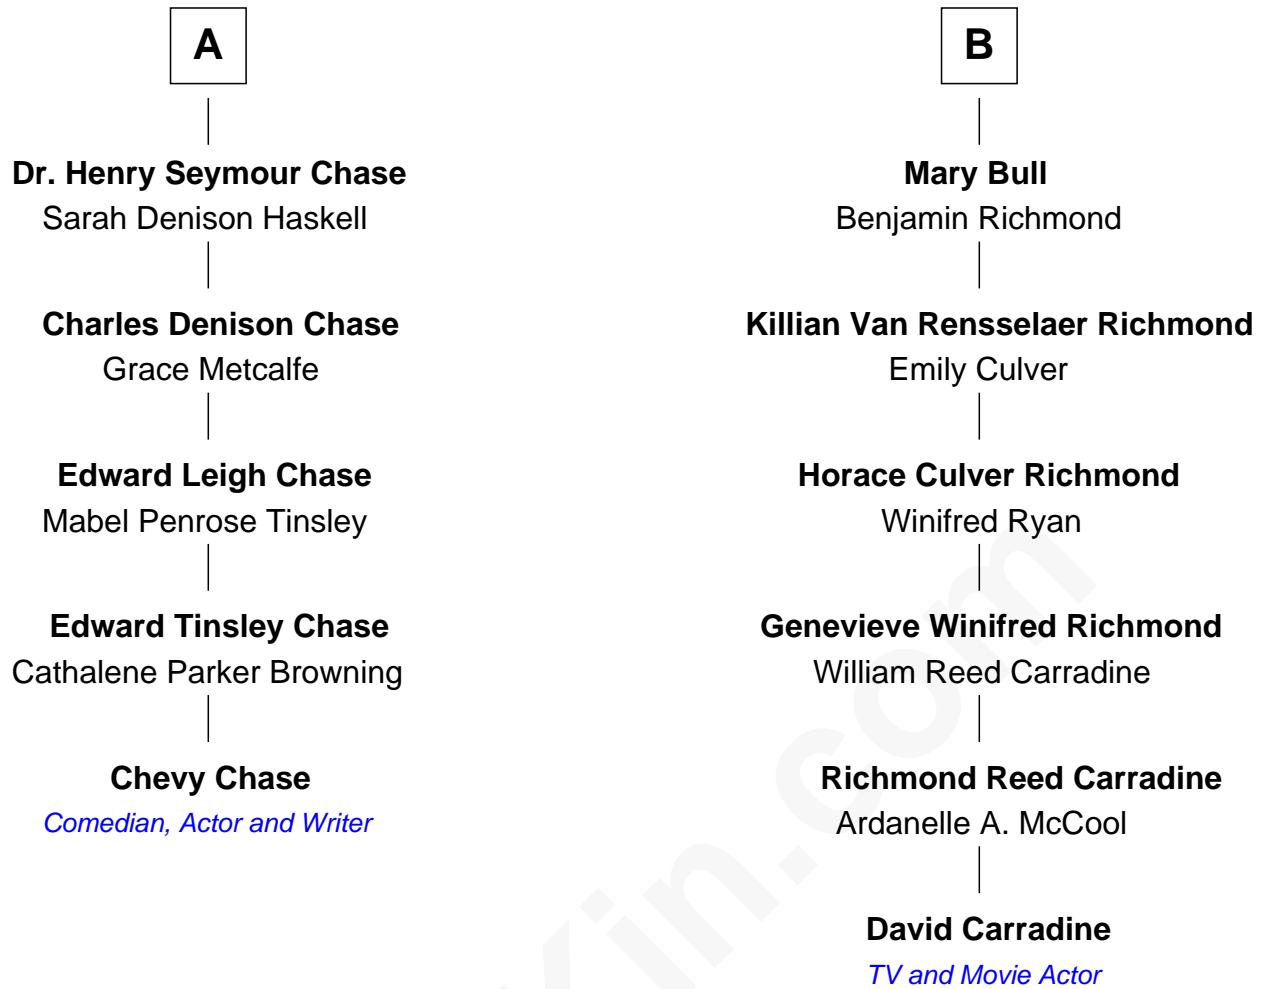 A
Dr. Henry Seymour Chase
Sarah Denison Haskell
Charles Denison Chase
Grace Metcalfe
Edward Leigh Chase
Mabel Penrose Tinsley
Edward Tinsley Chase
Cathalene Parker Browning
Chevy Chase
Comedian, Actor and Writer
B
Mary Bull
Benjamin Richmond
Killian Van Rensselaer Richmond
Emily Culver
Horace Culver Richmond
Winifred Ryan
Genevieve Winifred Richmond
William Reed Carradine
Richmond Reed Carradine
Ardanelle A. McCool
David Carradine
TV and Movie Actor
Kin.com